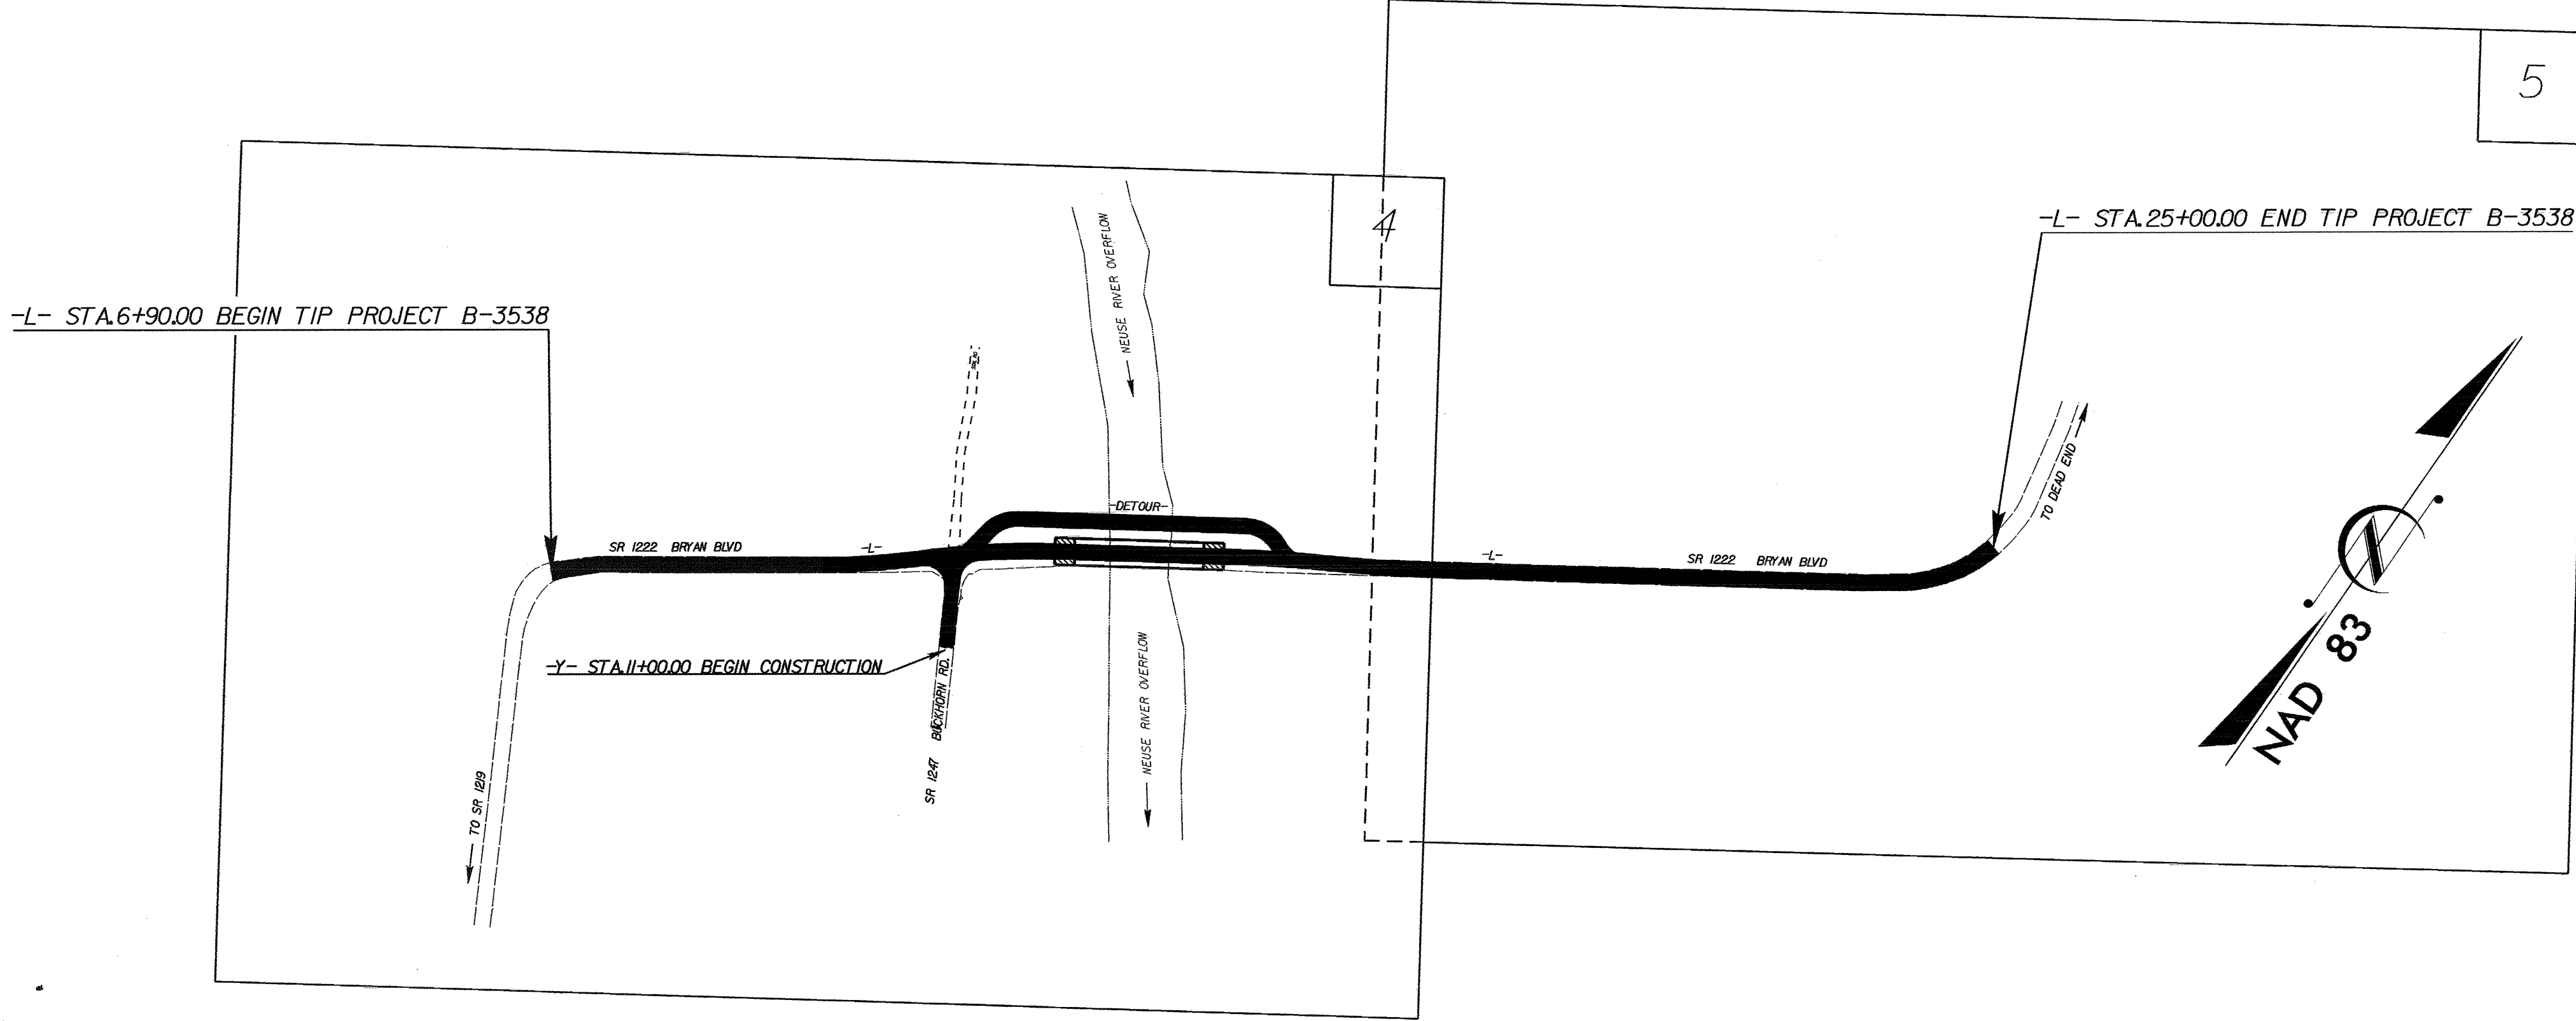 5
-L- STA.25+00.00 END TIP PROJECT B-3538
4
-L- STA.6+90.00 BEGIN TIP PROJECT B-3538
NEUSE RIVER OVERFLOW
TO DEAD END
-DETOUR-
SR 1222 BRYAN BLVD
-L-
-L-
SR 1222 BRYAN BLVD
-Y- STA.11+00.00 BEGIN CONSTRUCTION
SR 1247 BUCKHORN RD.
NEUSE RIVER OVERFLOW
TO SR 1219
NAD 83